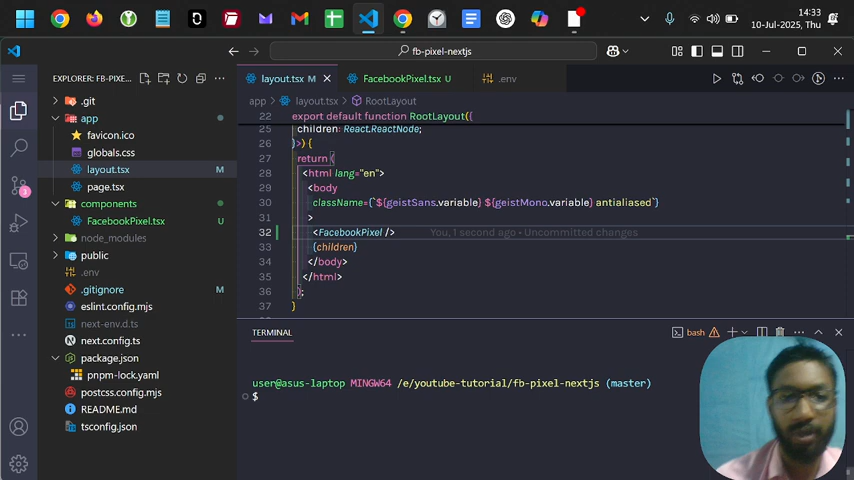 14:33
10-Jul-2025, Thu
fb-pixel-nextjs
EXPLORER: FB-PIX...
layout.tsx M
FacebookPixel.tsx U
.env
app > layout.tsx > RootLayout
.git
app
favicon.ico
globals.css
layout.tsx M
page.tsx
components
FacebookPixel.tsx U
node_modules
public
.env
.gitignore
eslint.config.mjs
next-env.d.ts
next.config.ts
package.json
pnpm-lock.yaml
postcss.config.mjs
README.md
tsconfig.json
3
22 export default function RootLayout({
25 children: React.ReactNode;
26 }>) {
27 return (
28 <html lang="en">
29 <body
30 className={`${geistSans.variable} ${geistMono.variable} antialiased`}
31 >
32 <FacebookPixel /> You, 1 second ago • Uncommitted changes
33 {children}
34 </body>
35 </html>
36 );
37 }
TERMINAL
bash
user@asus-laptop MINGW64 /e/youtube-tutorial/fb-pixel-nextjs (master)
$